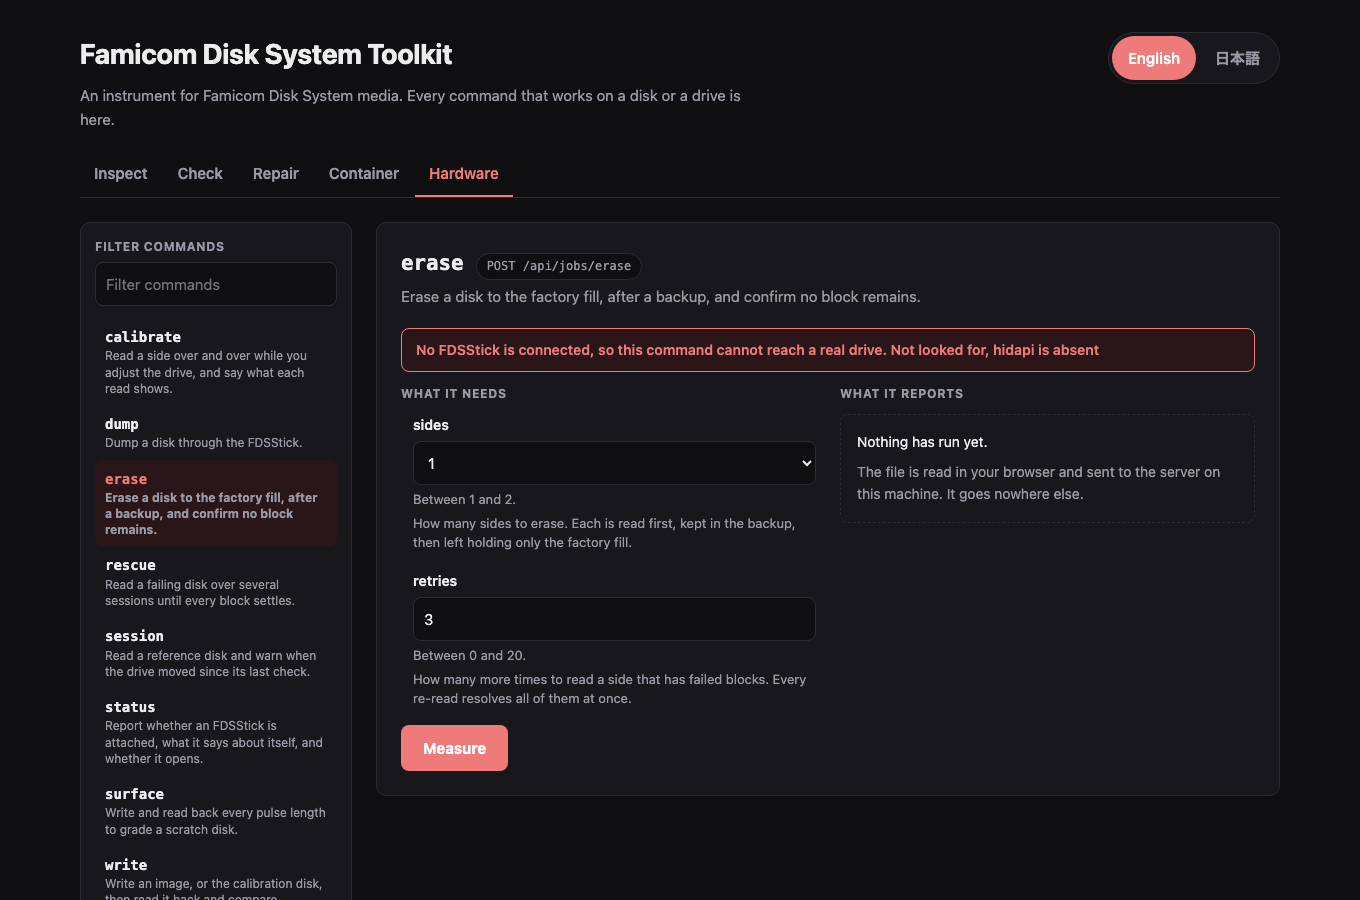 Famicom Disk System Toolkit
English
日本語
An instrument for Famicom Disk System media. Every command that works on a disk or a drive is
here.
Inspect
Check
Repair
Container
Hardware
FILTER COMMANDS
Filter commands
calibrate
Read a side over and over while you
adjust the drive, and say what each
read shows.
dump
Dump a disk through the FDSStick.
erase
Erase a disk to the factory fill, after
a backup, and confirm no block
remains.
rescue
Read a failing disk over several
sessions until every block settles.
session
Read a reference disk and warn when
the drive moved since its last check.
status
Report whether an FDSStick is
attached, what it says about itself, and
whether it opens.
surface
Write and read back every pulse length
to grade a scratch disk.
write
Write an image, or the calibration disk,
then read it back and compare
erase
POST /api/jobs/erase
Erase a disk to the factory fill, after a backup, and confirm no block remains.
No FDSStick is connected, so this command cannot reach a real drive. Not looked for, hidapi is absent
WHAT IT NEEDS
sides
1
Between 1 and 2.
How many sides to erase. Each is read first, kept in the backup,
then left holding only the factory fill.
retries
3
Between 0 and 20.
How many more times to read a side that has failed blocks. Every
re-read resolves all of them at once.
Measure
WHAT IT REPORTS
Nothing has run yet.
The file is read in your browser and sent to the server on
this machine. It goes nowhere else.